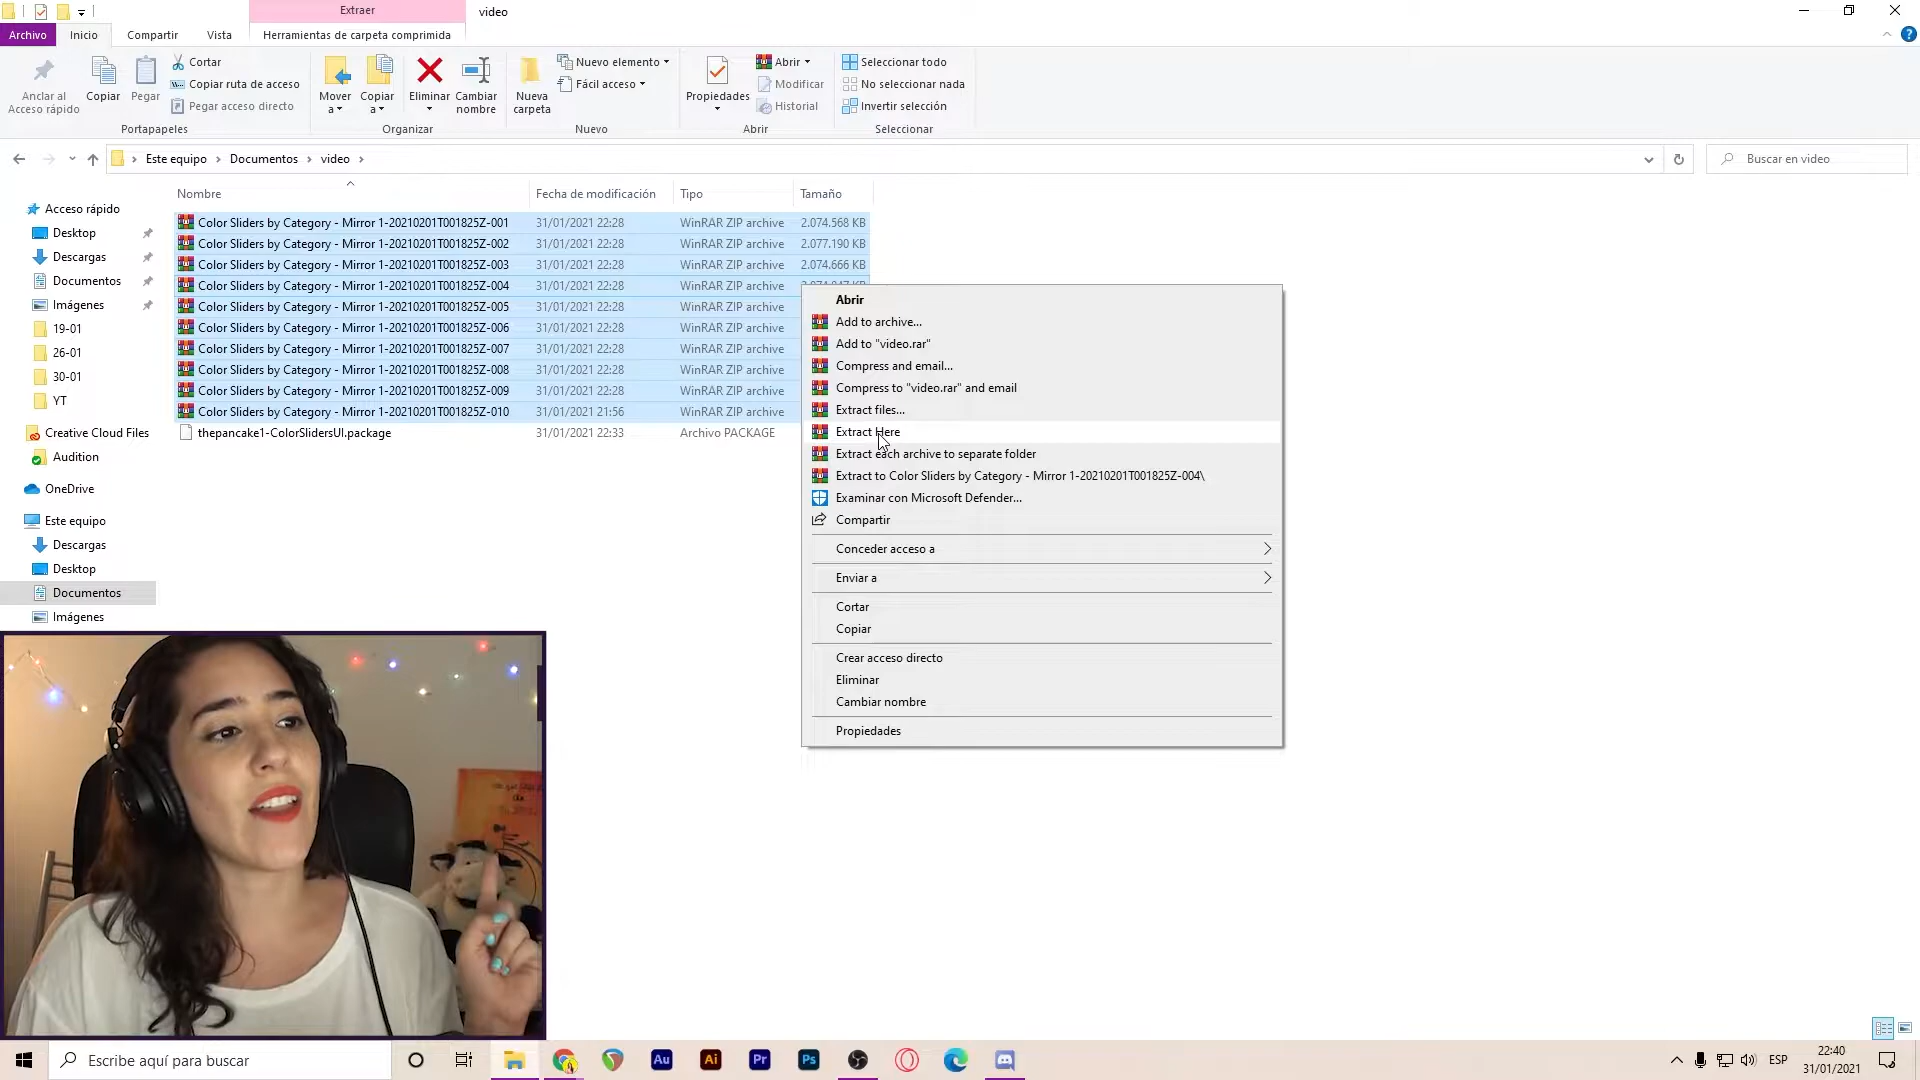 Extraer
video
Archivo
Inicio
Compartir
Vista
Herramientas de carpeta comprimida
Anclar al
Acceso rápido
Copiar
Pegar
Cortar
Copiar ruta de acceso
Pegar acceso directo
Portapapeles
Mover
a
Copiar
a
Eliminar
Cambiar
nombre
Organizar
Nueva
carpeta
Nuevo elemento
Fácil acceso
Nuevo
Propiedades
Abrir
Modificar
Historial
Abrir
Seleccionar todo
No seleccionar nada
Invertir selección
Seleccionar
Este equipo
Documentos
video
Buscar en video
Nombre
Fecha de modificación
Tipo
Tamaño
Acceso rápido
Desktop
Descargas
Documentos
Imágenes
19-01
26-01
30-01
YT
Creative Cloud Files
Audition
OneDrive
Este equipo
Descargas
Desktop
Documentos
Imágenes
Color Sliders by Category - Mirror 1-20210201T001825Z-001 31/01/2021 22:28 WinRAR ZIP archive 2.074.568 KB
Color Sliders by Category - Mirror 1-20210201T001825Z-002 31/01/2021 22:28 WinRAR ZIP archive 2.077.190 KB
Color Sliders by Category - Mirror 1-20210201T001825Z-003 31/01/2021 22:28 WinRAR ZIP archive 2.074.666 KB
Color Sliders by Category - Mirror 1-20210201T001825Z-004 31/01/2021 22:28 WinRAR ZIP archive
Color Sliders by Category - Mirror 1-20210201T001825Z-005 31/01/2021 22:28 WinRAR ZIP archive
Color Sliders by Category - Mirror 1-20210201T001825Z-006 31/01/2021 22:28 WinRAR ZIP archive
Color Sliders by Category - Mirror 1-20210201T001825Z-007 31/01/2021 22:28 WinRAR ZIP archive
Color Sliders by Category - Mirror 1-20210201T001825Z-008 31/01/2021 22:28 WinRAR ZIP archive
Color Sliders by Category - Mirror 1-20210201T001825Z-009 31/01/2021 22:28 WinRAR ZIP archive
Color Sliders by Category - Mirror 1-20210201T001825Z-010 31/01/2021 21:56 WinRAR ZIP archive
thepancake1-ColorSlidersUI.package 31/01/2021 22:33 Archivo PACKAGE
Abrir
Add to archive...
Add to "video.rar"
Compress and email...
Compress to "video.rar" and email
Extract files...
Extract Here
Extract each archive to separate folder
Extract to Color Sliders by Category - Mirror 1-20210201T001825Z-004\
Examinar con Microsoft Defender...
Compartir
Conceder acceso a
Enviar a
Cortar
Copiar
Crear acceso directo
Eliminar
Cambiar nombre
Propiedades
Escribe aquí para buscar
Au
Ai
Pr
Ps
ESP
22:40
31/01/2021